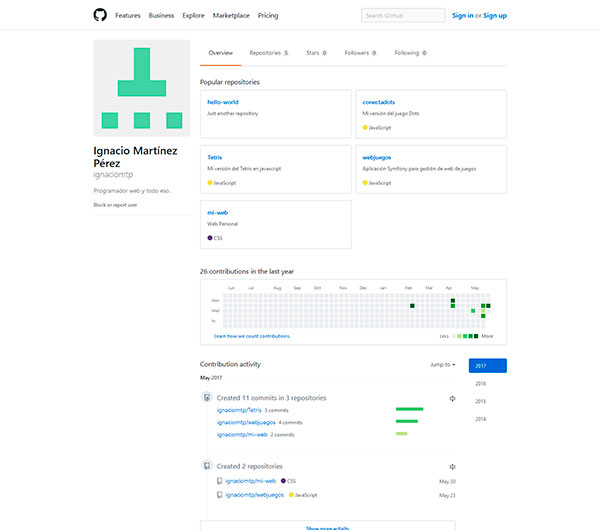 Features Business Explore Marketplace Pricing Search GitHub Sign in or Sign up
Overview Repositories 5 Stars 0 Followers 0 Following 0
Popular repositories
hello-world
Just another repository
conectadots
Mi versión del juego Dots
JavaScript
Tetris
Mi versión del Tetris en javascript
JavaScript
webjuegos
Aplicación Symfony para gestión de web de juegos
JavaScript
mi-web
Web Personal
CSS
Ignacio Martínez
Pérez
ignaciomtp
Programador web y todo eso.
Block or report user
26 contributions in the last year
Jun Jul Aug Sep Oct Nov Dec Jan Feb Mar Apr May
Mon
Wed
Fri
Learn how we count contributions.
Less More
Contribution activity Jump to
2017
2016
2015
2014
May 2017
Created 11 commits in 3 repositories
ignaciomtp/Tetris 5 commits
ignaciomtp/webjuegos 4 commits
ignaciomtp/mi-web 2 commits
Created 2 repositories
ignaciomtp/mi-web CSS May 30
ignaciomtp/webjuegos JavaScript May 23
Show more activity